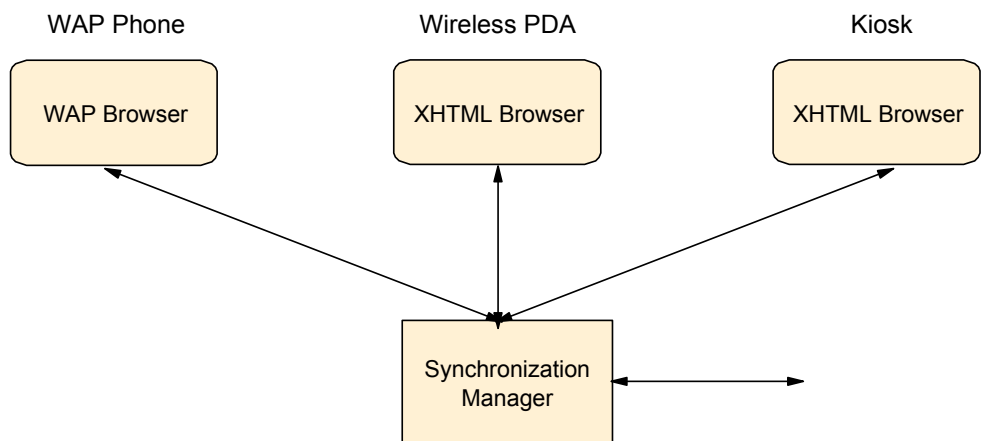 WAP Phone
Wireless PDA
Kiosk
WAP Browser
XHTML Browser
XHTML Browser
Synchronization
Manager